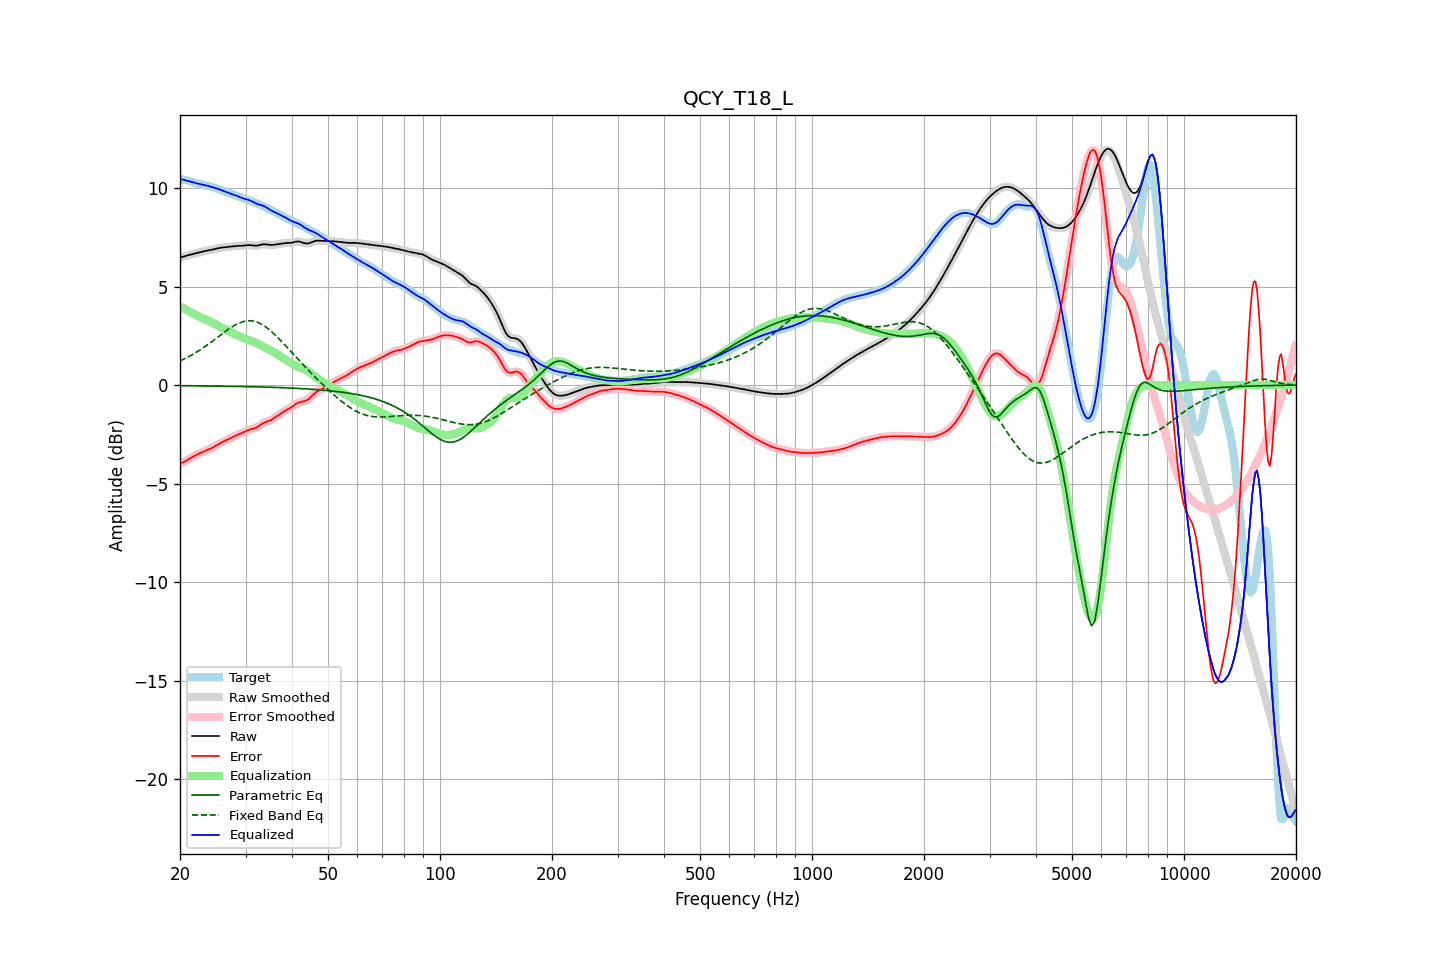 QCY_T18_L
Amplitude (dBr)
10
5
0
−5
−10
−15
−20
Target
Raw Smoothed
Error Smoothed
Raw
Error
Equalization
Parametric Eq
Fixed Band Eq
Equalized
20 50 100 200 500 1000 2000 5000 10000 20000
Frequency (Hz)